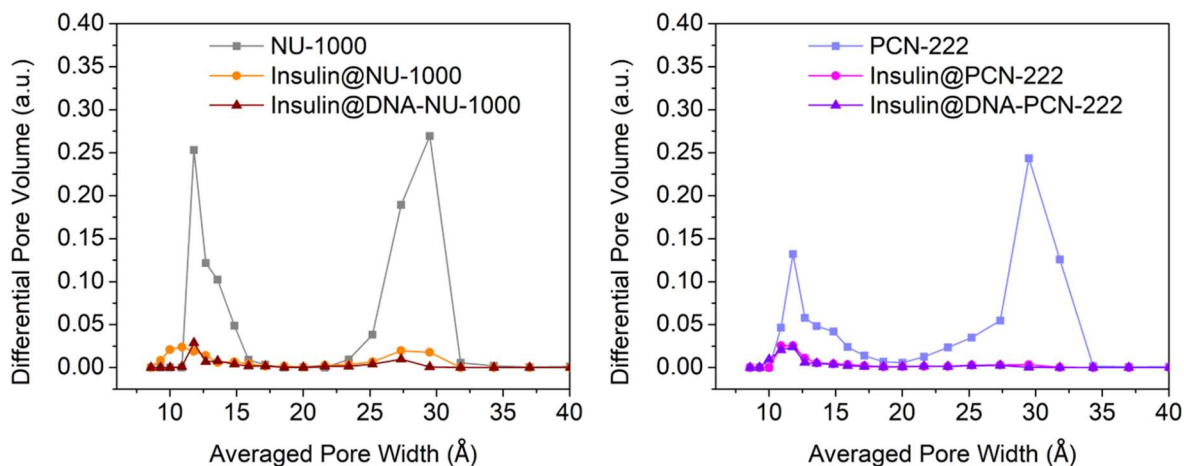 0.40
0.35
0.30
0.25
0.20
0.15
0.10
0.05
0.00
Differential Pore Volume (a.u.)
NU-1000
Insulin@NU-1000
Insulin@DNA-NU-1000
10 15 20 25 30 35 40
Averaged Pore Width (Å)
0.40
0.35
0.30
0.25
0.20
0.15
0.10
0.05
0.00
Differential Pore Volume (a.u.)
PCN-222
Insulin@PCN-222
Insulin@DNA-PCN-222
10 15 20 25 30 35 40
Averaged Pore Width (Å)